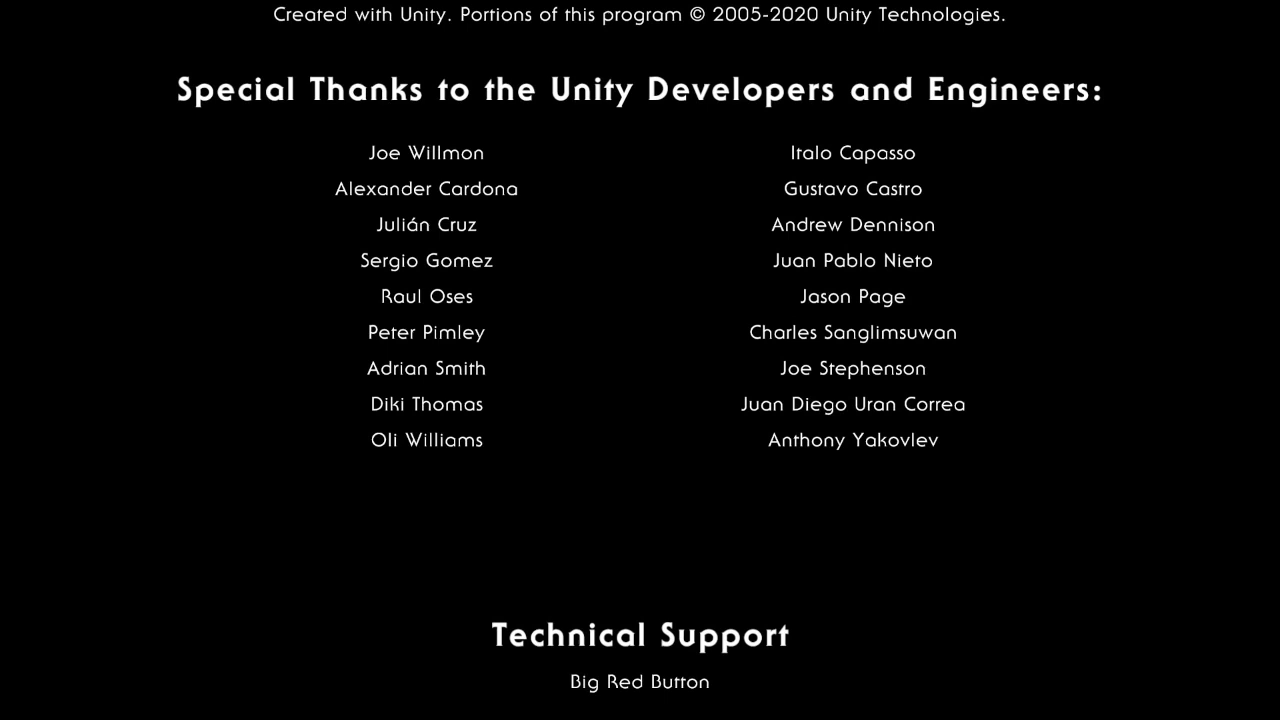 Created with Unity. Portions of this program © 2005-2020 Unity Technologies.
Special Thanks to the Unity Developers and Engineers:
Joe Willmon
Alexander Cardona
Julián Cruz
Sergio Gomez
Raul Oses
Peter Pimley
Adrian Smith
Diki Thomas
Oli Williams
Italo Capasso
Gustavo Castro
Andrew Dennison
Juan Pablo Nieto
Jason Page
Charles Sanglimsuwan
Joe Stephenson
Juan Diego Uran Correa
Anthony Yakovlev
Technical Support
Big Red Button